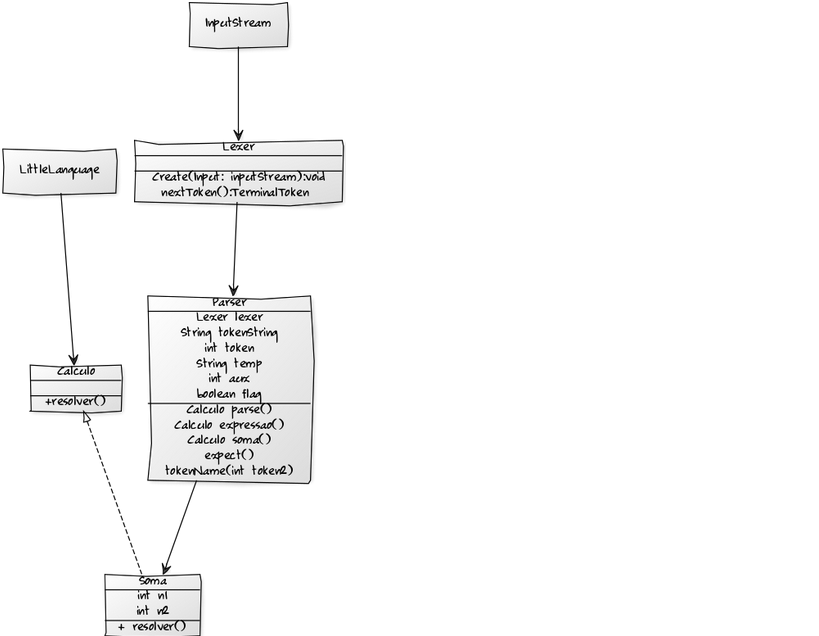 InputStream
Lexer
Create(Input: inputStream):void
nextToken():TerminalToken
LittleLanguage
Calculo
+resolver()
Parser
Lexer lexer
String tokenString
int token
String temp
int aux
boolean flag
Calculo parse()
Calculo expressao()
Calculo soma()
expect()
tokenName(int token2)
Soma
int n1
int n2
+ resolver()